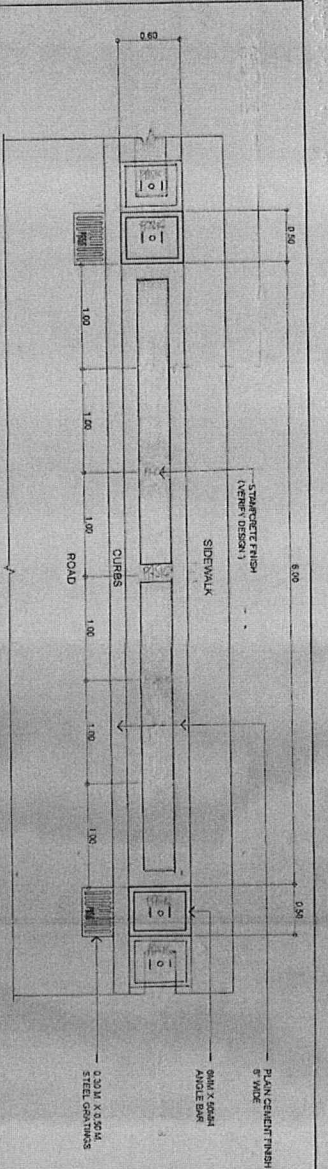 0.60
0.50
6.00
0.50
STAMPCRETE FINISH
(VERIFY DESIGN)
SIDEWALK
CURBS
ROAD
1.00
1.00
1.00
1.00
1.00
1.00
PLAIN CEMENT FINISH
6" WIDE
6MM X 50MM
ANGLE BAR
0.30 M. X 0.50 M.
STEEL GRATINGS